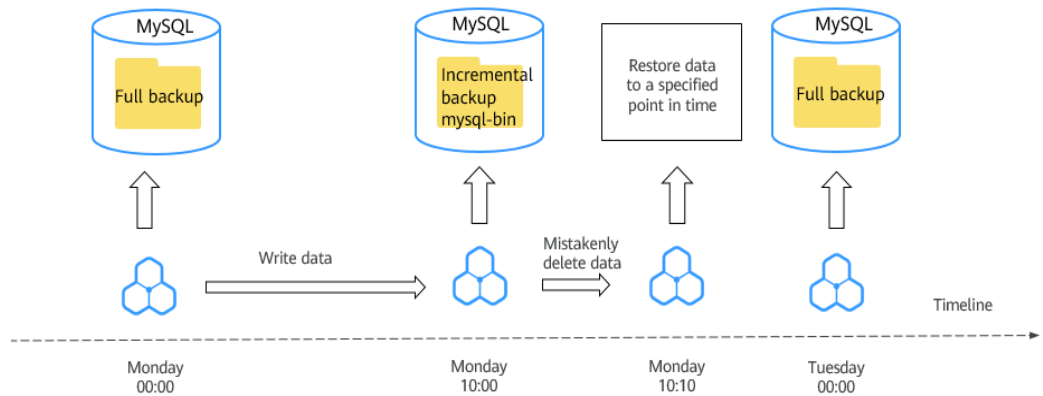 MySQL
Full backup
MySQL
Incremental
backup
mysql-bin
Restore data
to a specified
point in time
MySQL
Full backup
Write data
Mistakenly
delete data
Timeline
Monday
00:00
Monday
10:00
Monday
10:10
Tuesday
00:00